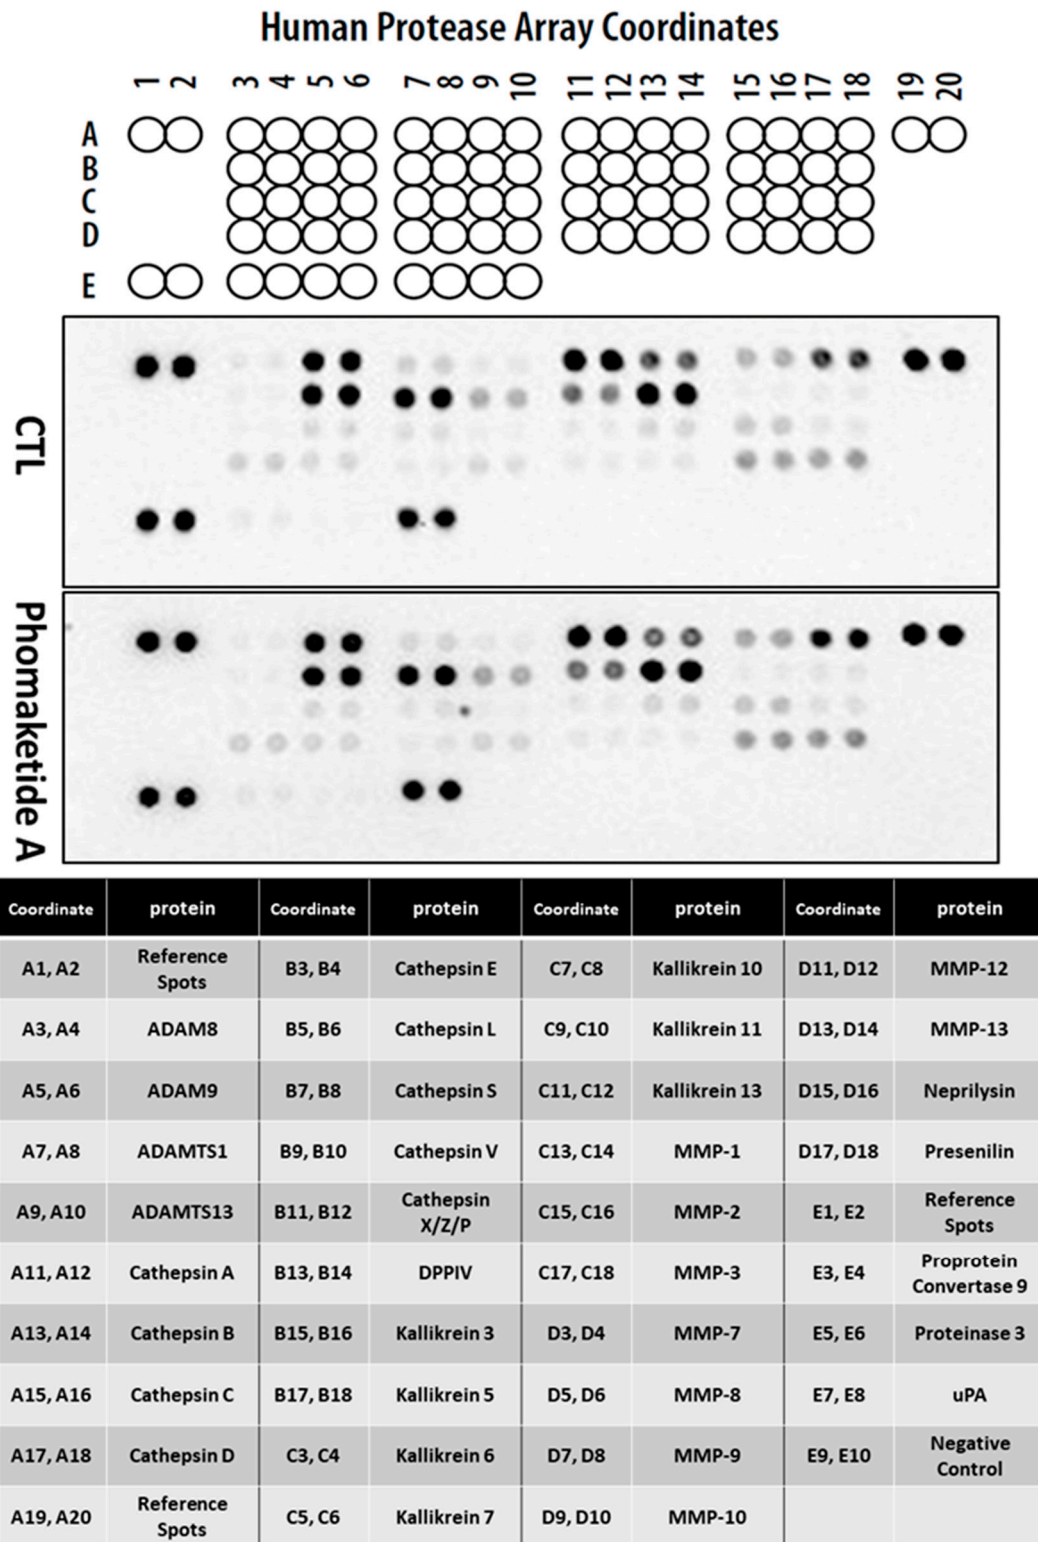 Human Protease Array Coordinates
1 2 3 4 5 6 7 8 9 10 11 12 13 14 15 16 17 18 19 20
A
B
C
D
E
CTL
Phomaketide A
Coordinate protein Coordinate protein Coordinate protein Coordinate protein
A1, A2 Reference Spots B3, B4 Cathepsin E C7, C8 Kallikrein 10 D11, D12 MMP-12
A3, A4 ADAM8 B5, B6 Cathepsin L C9, C10 Kallikrein 11 D13, D14 MMP-13
A5, A6 ADAM9 B7, B8 Cathepsin S C11, C12 Kallikrein 13 D15, D16 Neprilysin
A7, A8 ADAMTS1 B9, B10 Cathepsin V C13, C14 MMP-1 D17, D18 Presenilin
A9, A10 ADAMTS13 B11, B12 Cathepsin X/Z/P C15, C16 MMP-2 E1, E2 Reference Spots
A11, A12 Cathepsin A B13, B14 DPPIV C17, C18 MMP-3 E3, E4 Proprotein Convertase 9
A13, A14 Cathepsin B B15, B16 Kallikrein 3 D3, D4 MMP-7 E5, E6 Proteinase 3
A15, A16 Cathepsin C B17, B18 Kallikrein 5 D5, D6 MMP-8 E7, E8 uPA
A17, A18 Cathepsin D C3, C4 Kallikrein 6 D7, D8 MMP-9 E9, E10 Negative Control
A19, A20 Reference Spots C5, C6 Kallikrein 7 D9, D10 MMP-10